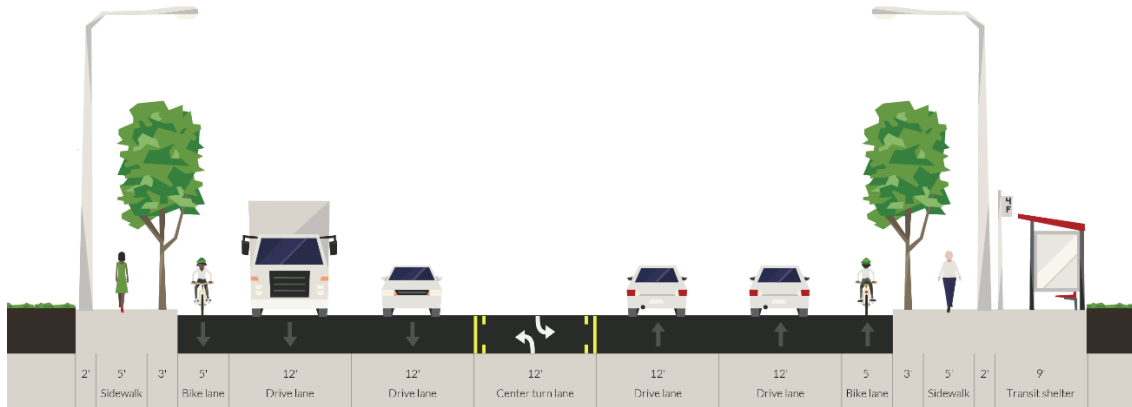 4
F
2' 5' 3' 5' 12' 12' 12' 12' 12' 5' 3' 5' 2' 9'
Sidewalk Bike lane Drive lane Drive lane Center turn lane Drive lane Drive lane Bike lane Sidewalk Transit shelter